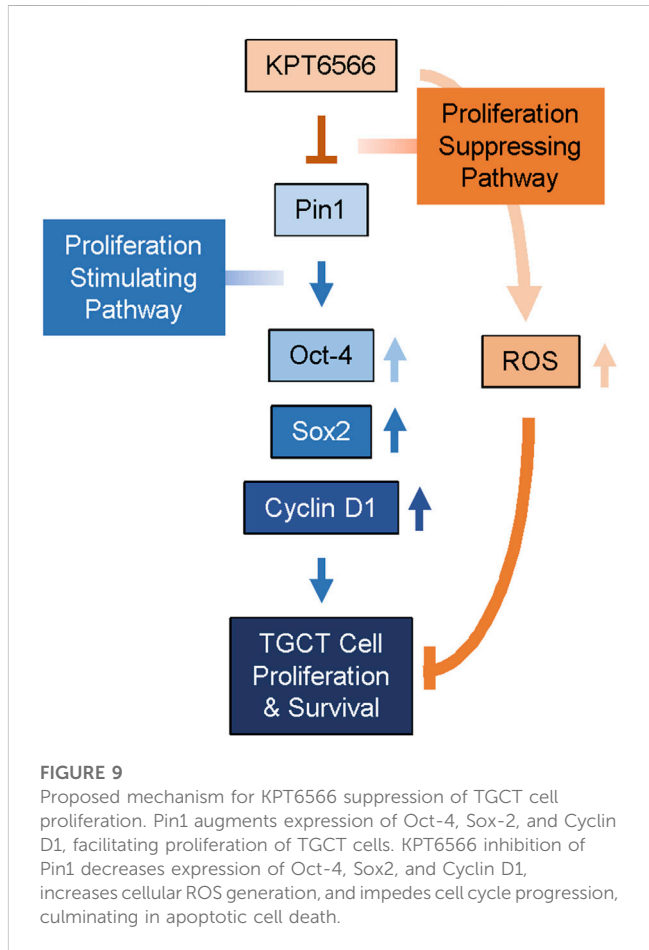 KPT6566
Proliferation
Suppressing
Pathway
Pin1
Proliferation
Stimulating
Pathway
Oct-4
ROS
Sox2
Cyclin D1
TGCT Cell
Proliferation
& Survival
FIGURE 9
Proposed mechanism for KPT6566 suppression of TGCT cell
proliferation. Pin1 augments expression of Oct-4, Sox-2, and Cyclin
D1, facilitating proliferation of TGCT cells. KPT6566 inhibition of
Pin1 decreases expression of Oct-4, Sox2, and Cyclin D1,
increases cellular ROS generation, and impedes cell cycle progression,
culminating in apoptotic cell death.